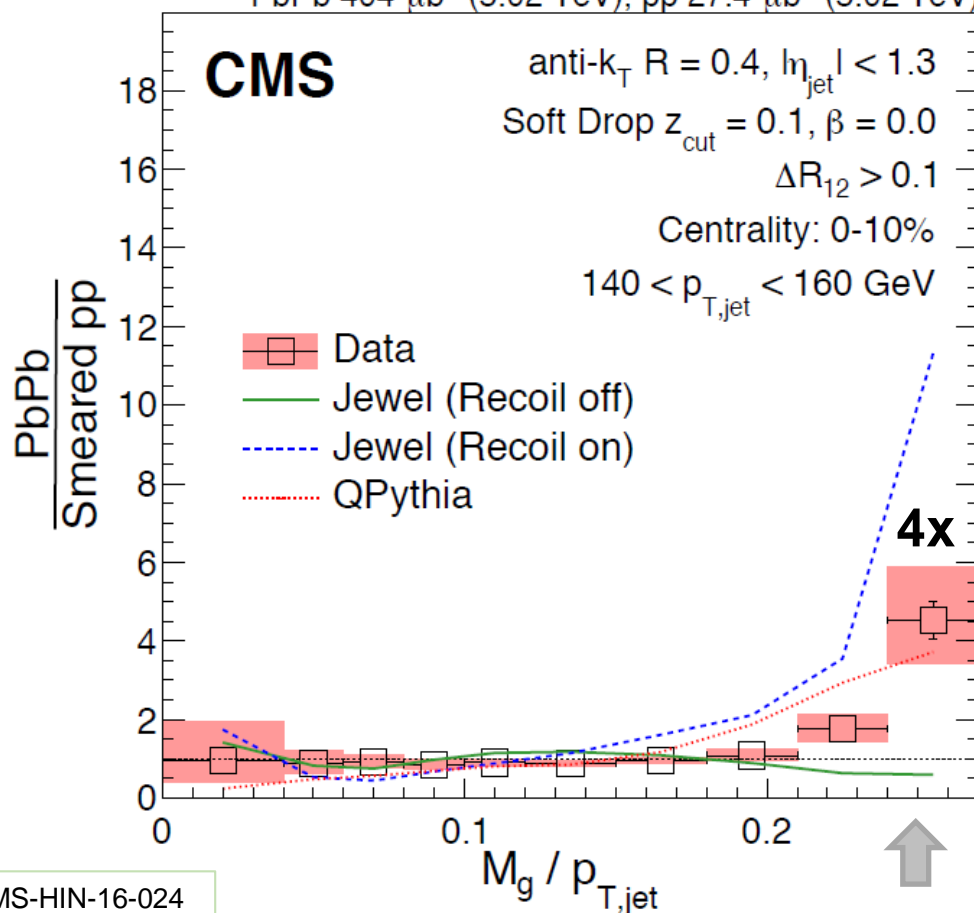 CMS
anti-k_T R = 0.4, |η_jet| < 1.3
Soft Drop z_cut = 0.1, β = 0.0
ΔR_12 > 0.1
Centrality: 0-10%
140 < p_T,jet < 160 GeV
Data
Jewel (Recoil off)
Jewel (Recoil on)
QPythia
4x
PbPb
Smeared pp
18
16
14
12
10
8
6
4
2
0
0 0.1 0.2
M_g / p_T,jet
MS-HIN-16-024